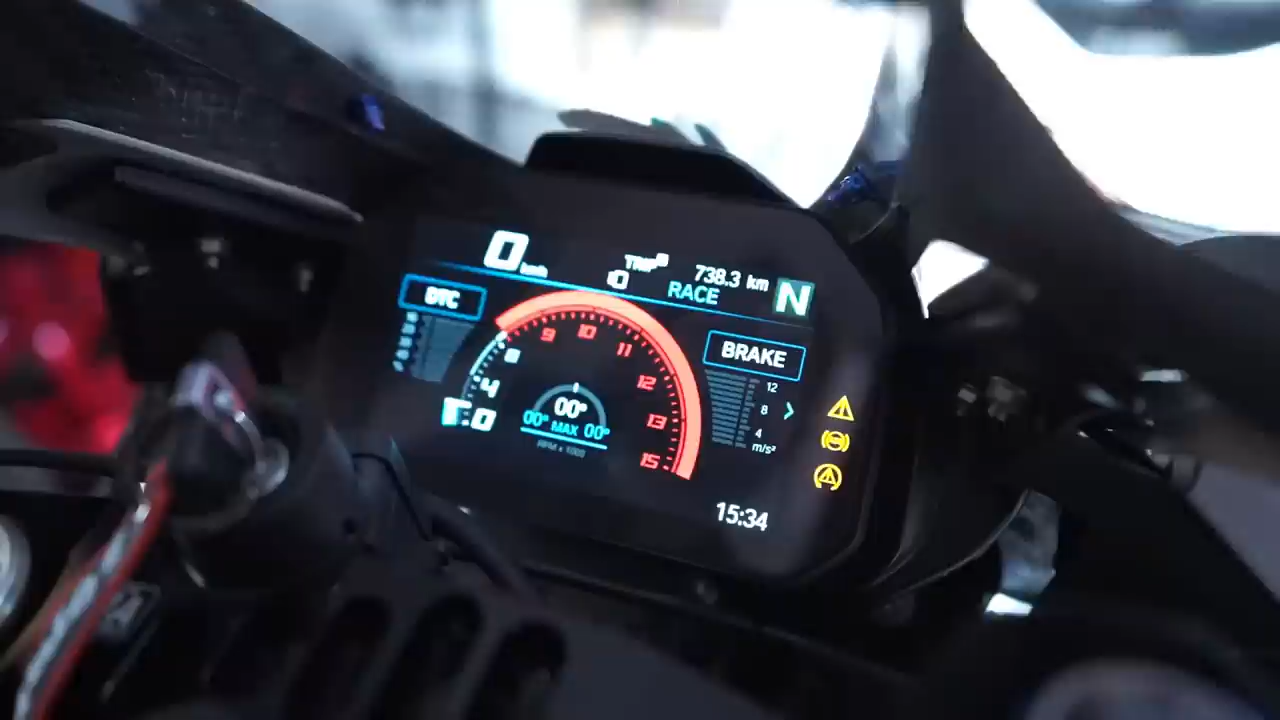 0 km/h
TRIP
738.3 km
RACE
N
DTC
BRAKE
9 10 11 12 13 15
8
4
0
00°
00° MAX 00°
RPM x 1000
12
8
4
m/s²
15:34